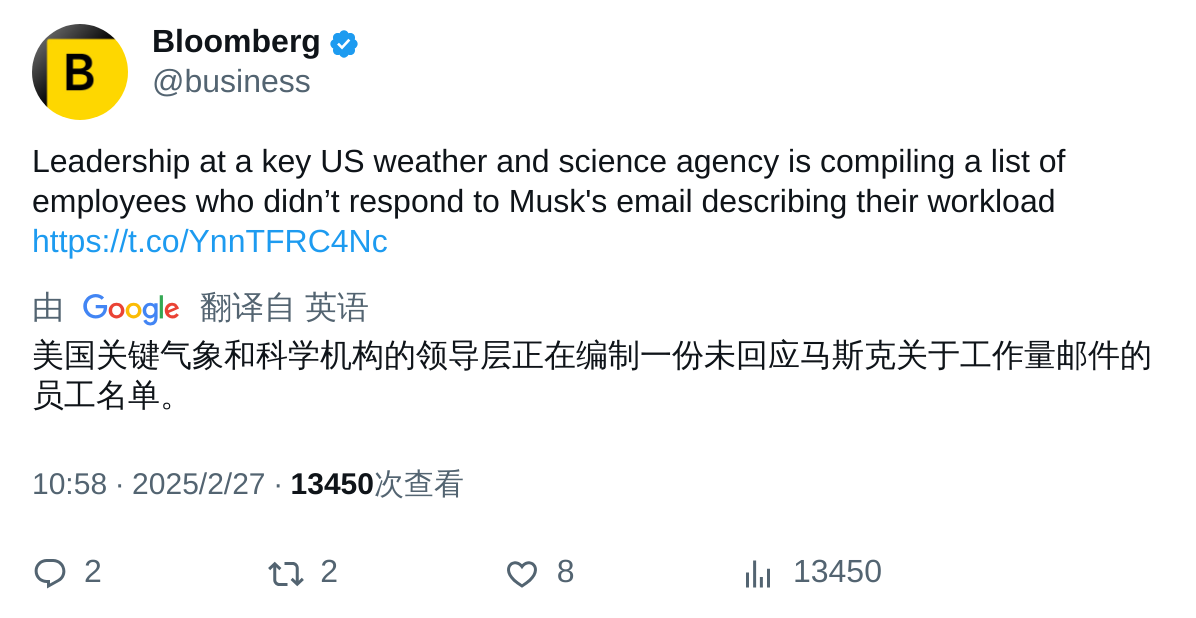 B
Bloomberg
@business
Leadership at a key US weather and science agency is compiling a list of
employees who didn’t respond to Musk's email describing their workload
https://t.co/YnnTFRC4Nc
由 Google 翻译自 英语
美国关键气象和科学机构的领导层正在编制一份未回应马斯克关于工作量邮件的
员工名单。
10:58 · 2025/2/27 · 13450次查看
2 2 8 13450